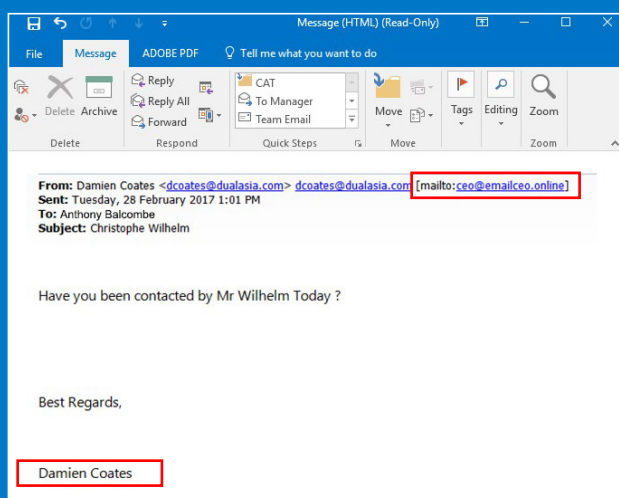 Message (HTML) (Read-Only)
File Message ADOBE PDF Tell me what you want to do
Delete Archive
Reply
Reply All
Forward
CAT
To Manager
Team Email
Move
Tags Editing Zoom
Delete Respond Quick Steps Move Zoom
From: Damien Coates <dcoates@dualasia.com> dcoates@dualasia.com [mailto:ceo@emailceo.online]
Sent: Tuesday, 28 February 2017 1:01 PM
To: Anthony Balcombe
Subject: Christophe Wilhelm
Have you been contacted by Mr Wilhelm Today ?
Best Regards,
Damien Coates